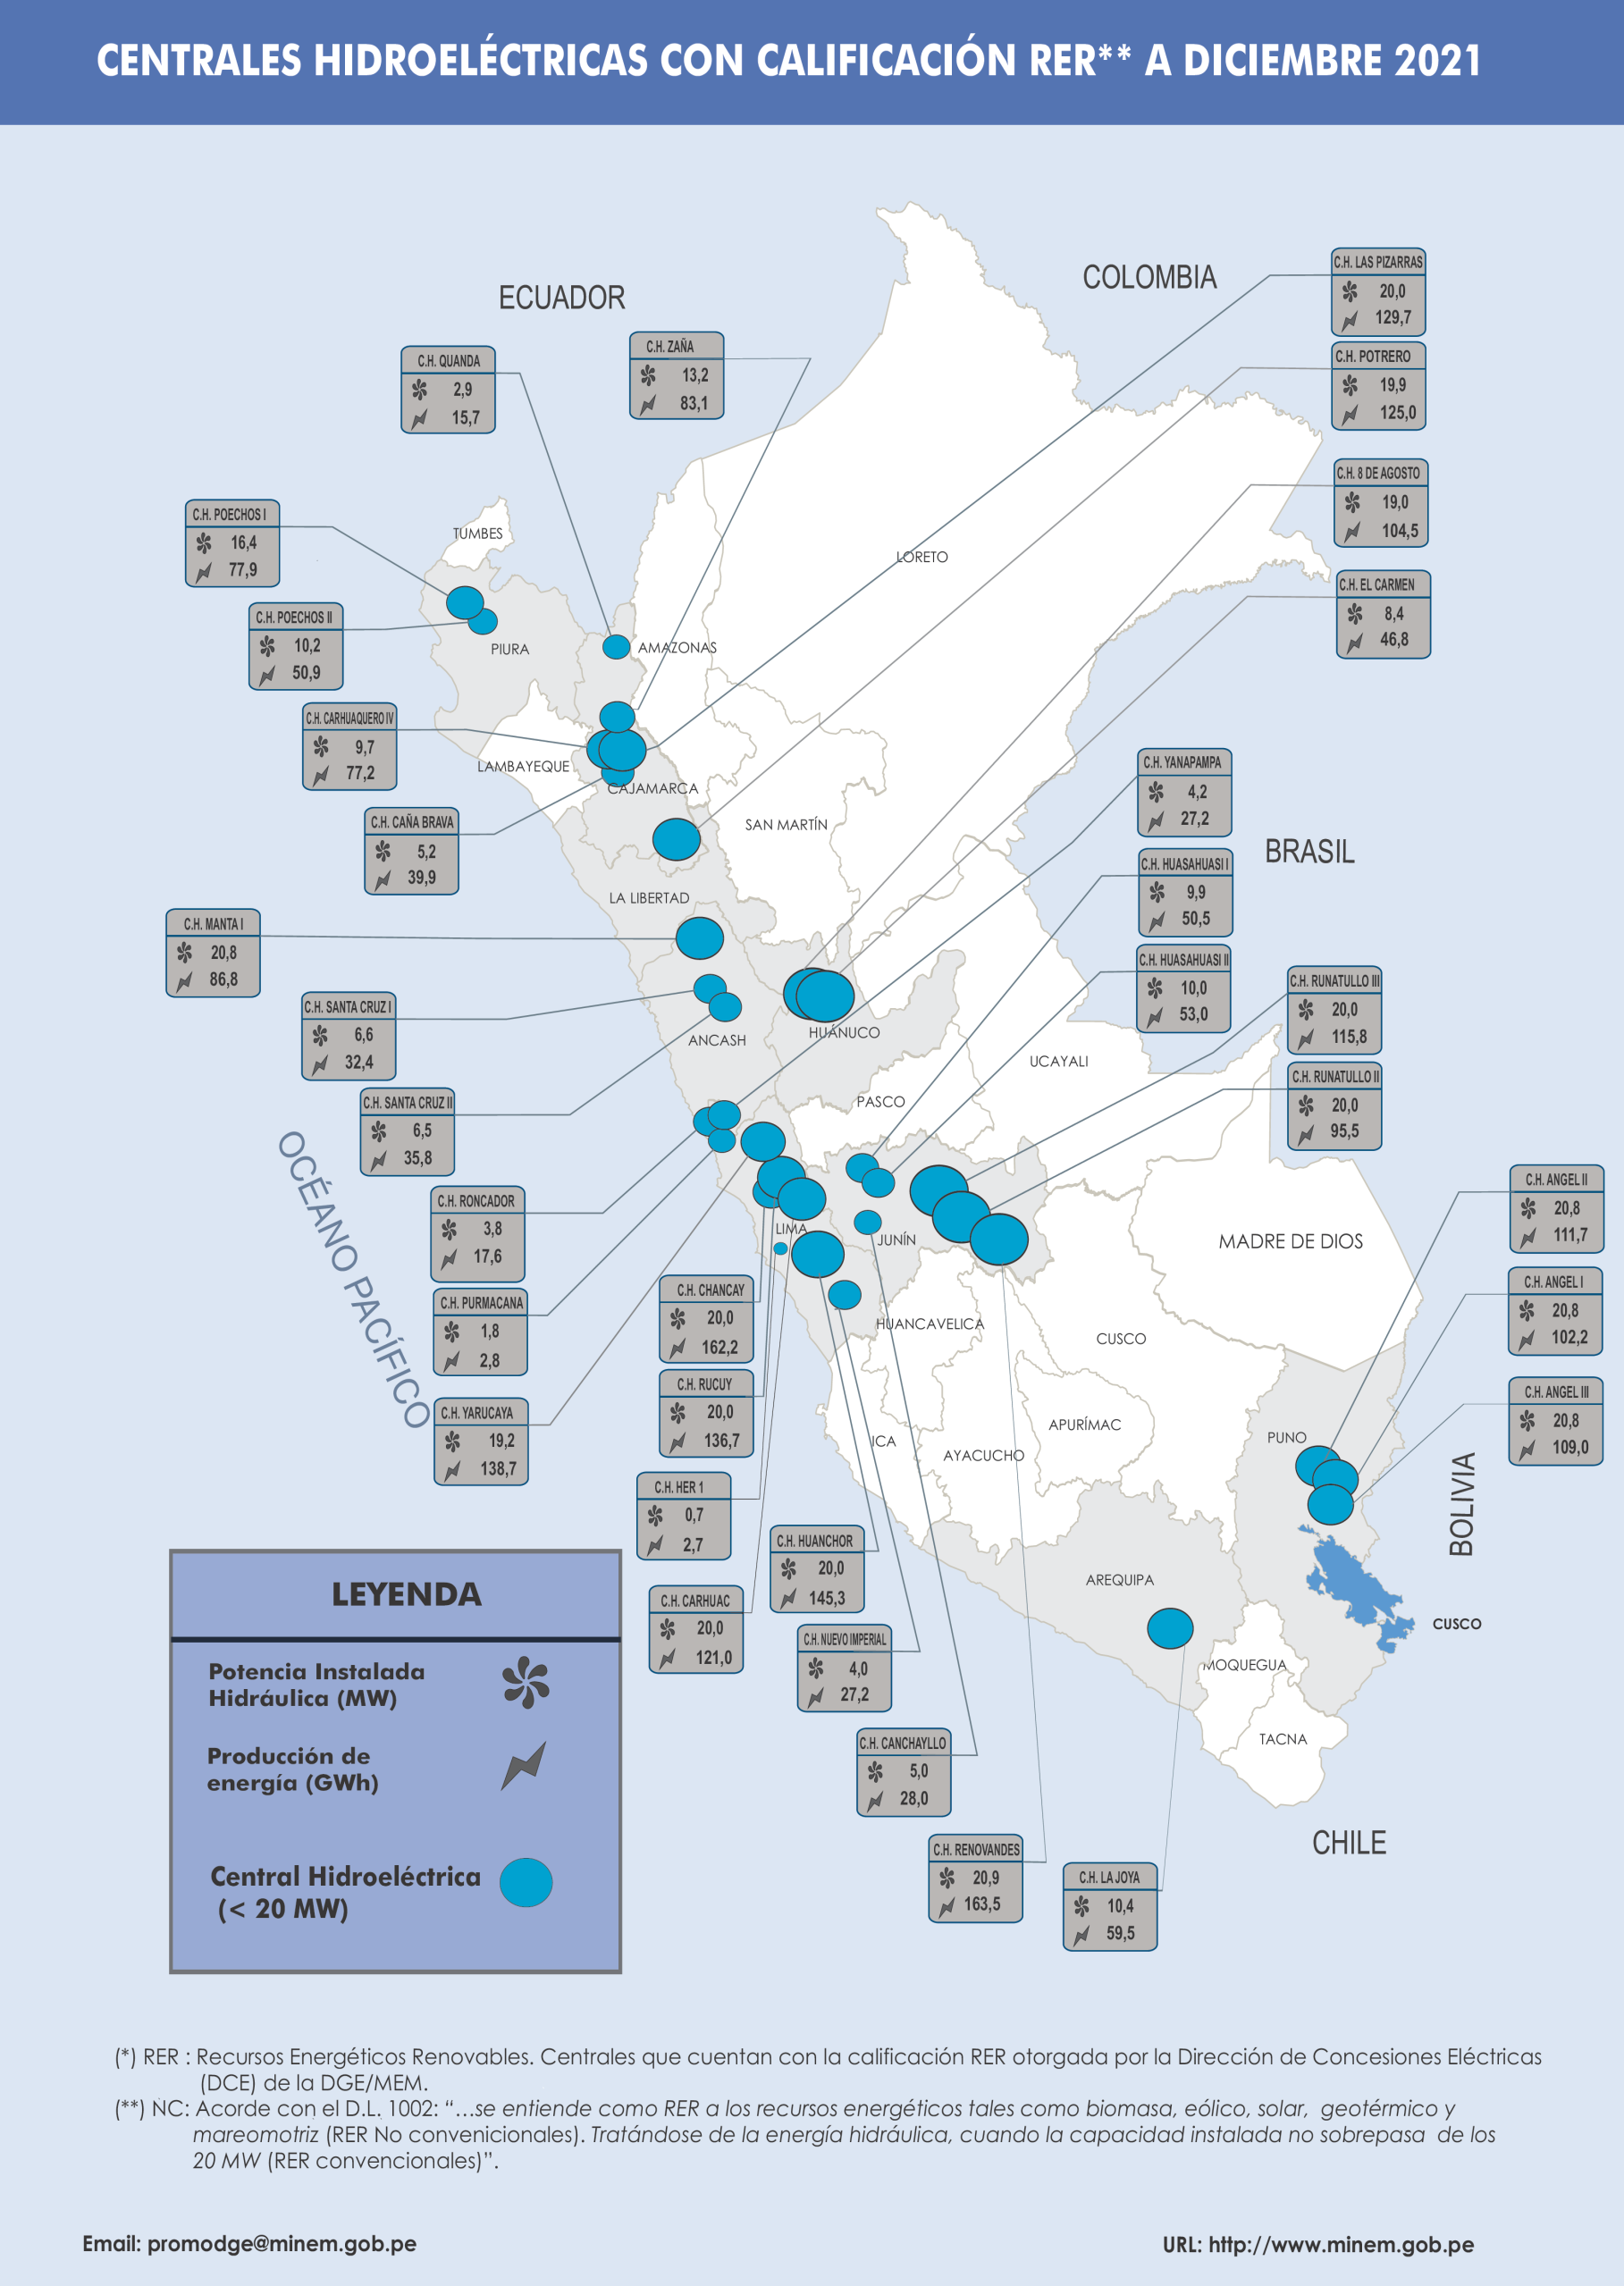 CENTRALES HIDROELÉCTRICAS CON CALIFICACIÓN RER** A DICIEMBRE 2021
ECUADOR
COLOMBIA
C.H. LAS PIZARRAS
20,0
129,7
C.H. POTRERO
19,9
125,0
C.H. 8 DE AGOSTO
19,0
104,5
C.H. EL CARMEN
8,4
46,8
C.H. QUANDA
2,9
15,7
C.H. ZAÑA
13,2
83,1
C.H. POECHOS I
16,4
77,9
C.H. POECHOS II
10,2
50,9
C.H. CARHUAQUERO IV
9,7
77,2
C.H. CAÑA BRAVA
5,2
39,9
C.H. MANTA I
20,8
86,8
C.H. SANTA CRUZ I
6,6
32,4
C.H. SANTA CRUZ II
6,5
35,8
C.H. RONCADOR
3,8
17,6
C.H. PURMACANA
1,8
2,8
C.H. YARUCAYA
19,2
138,7
TUMBES
PIURA
AMAZONAS
LORETO
LAMBAYEQUE
CAJAMARCA
SAN MARTÍN
LA LIBERTAD
ANCASH
HUÁNUCO
UCAYALI
PASCO
LIMA
JUNÍN
HUANCAVELICA
CUSCO
MADRE DE DIOS
ICA
AYACUCHO
APURÍMAC
PUNO
AREQUIPA
MOQUEGUA
TACNA
BRASIL
BOLIVIA
CUSCO
CHILE
OCÉANO PACÍFICO
C.H. YANAPAMPA
4,2
27,2
C.H. HUASAHUASI I
9,9
50,5
C.H. HUASAHUASI II
10,0
53,0
C.H. RUNATULLO III
20,0
115,8
C.H. RUNATULLO II
20,0
95,5
C.H. ANGEL II
20,8
111,7
C.H. ANGEL I
20,8
102,2
C.H. ANGEL III
20,8
109,0
C.H. CHANCAY
20,0
162,2
C.H. RUCUY
20,0
136,7
C.H. HER 1
0,7
2,7
C.H. CARHUAC
20,0
121,0
C.H. HUANCHOR
20,0
145,3
C.H. NUEVO IMPERIAL
4,0
27,2
C.H. CANCHAYLLO
5,0
28,0
C.H. RENOVANDES
20,9
163,5
C.H. LA JOYA
10,4
59,5
LEYENDA
Potencia Instalada
Hidráulica (MW)
Producción de
energía (GWh)
Central Hidroeléctrica
(< 20 MW)
(*) RER : Recursos Energéticos Renovables. Centrales que cuentan con la calificación RER otorgada por la Dirección de Concesiones Eléctricas
(DCE) de la DGE/MEM.
(**) NC: Acorde con el D.L. 1002: “...se entiende como RER a los recursos energéticos tales como biomasa, eólico, solar, geotérmico y
mareomotriz (RER No convenicionales). Tratándose de la energía hidráulica, cuando la capacidad instalada no sobrepasa de los
20 MW (RER convencionales)”.
Email: promodge@minem.gob.pe
URL: http://www.minem.gob.pe